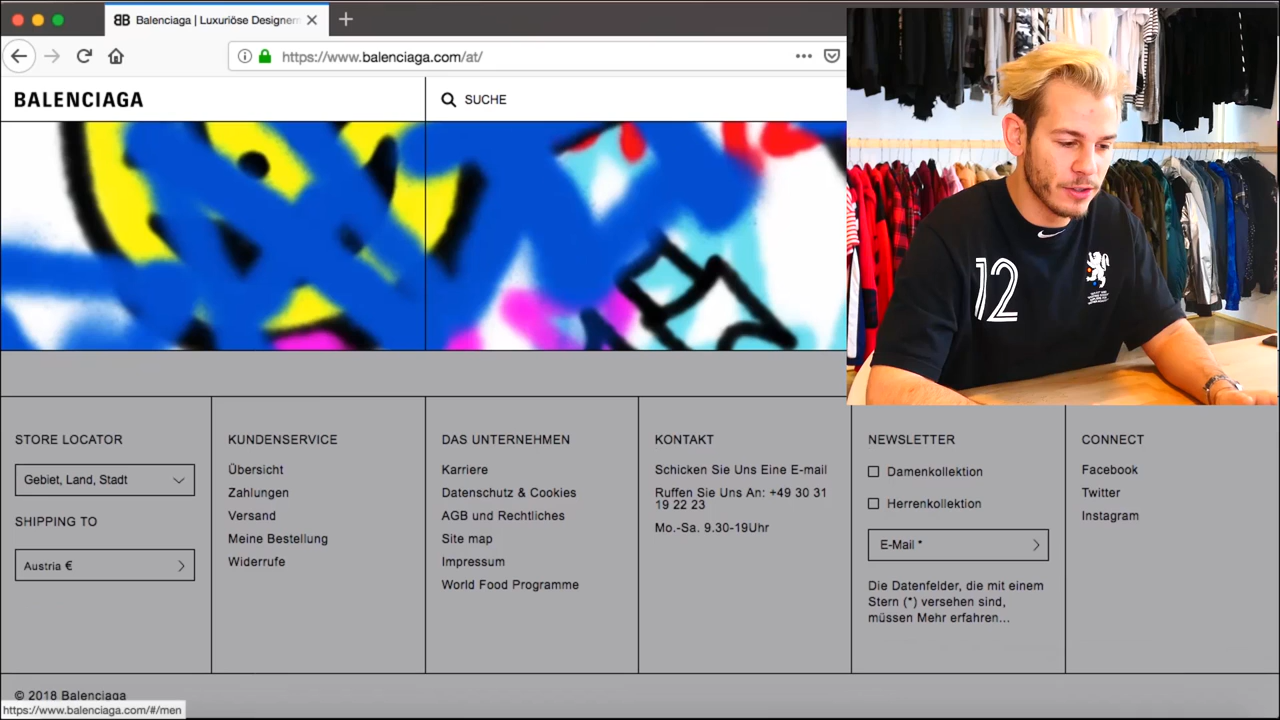 Balenciaga | Luxuriöse Designerm
https://www.balenciaga.com/at/
BALENCIAGA
SUCHE
12
STORE LOCATOR
Gebiet, Land, Stadt
SHIPPING TO
Austria €
KUNDENSERVICE
Übersicht
Zahlungen
Versand
Meine Bestellung
Widerrufe
DAS UNTERNEHMEN
Karriere
Datenschutz & Cookies
AGB und Rechtliches
Site map
Impressum
World Food Programme
KONTAKT
Schicken Sie Uns Eine E-mail
Ruffen Sie Uns An: +49 30 31
19 22 23
Mo.-Sa. 9.30-19Uhr
NEWSLETTER
Damenkollektion
Herrenkollektion
E-Mail *
Die Datenfelder, die mit einem
Stern (*) versehen sind,
müssen Mehr erfahren...
CONNECT
Facebook
Twitter
Instagram
© 2018 Balenciaga
https://www.balenciaga.com/#/men